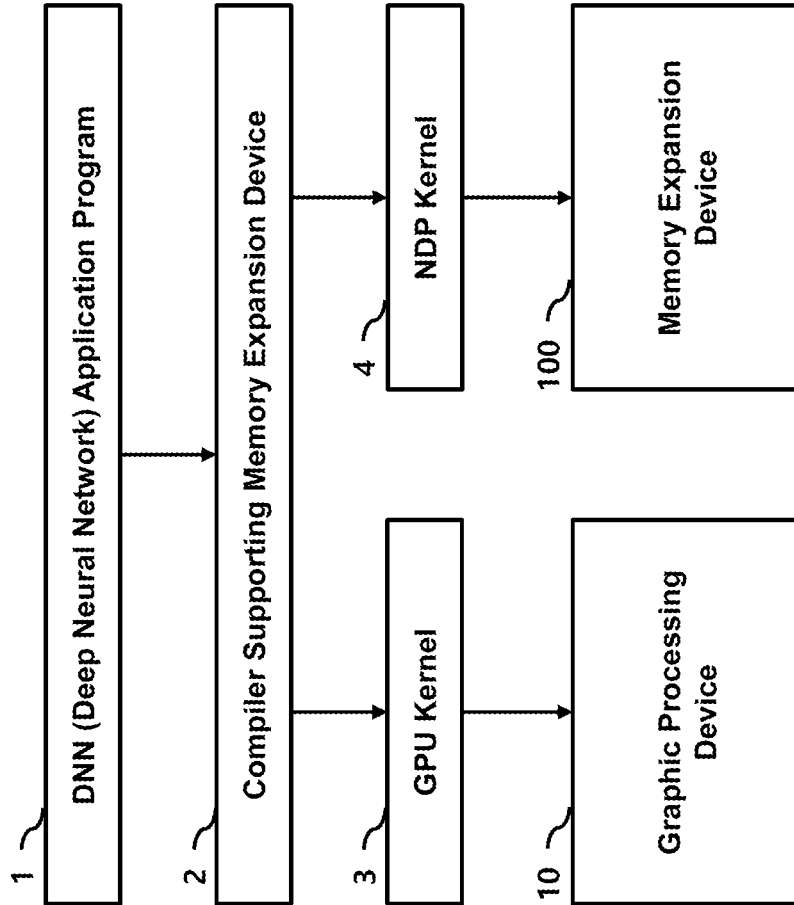 1
DNN (Deep Neural Network) Application Program
2
Compiler Supporting Memory Expansion Device
3
GPU Kernel
4
NDP Kernel
10
Graphic Processing
Device
100
Memory Expansion
Device